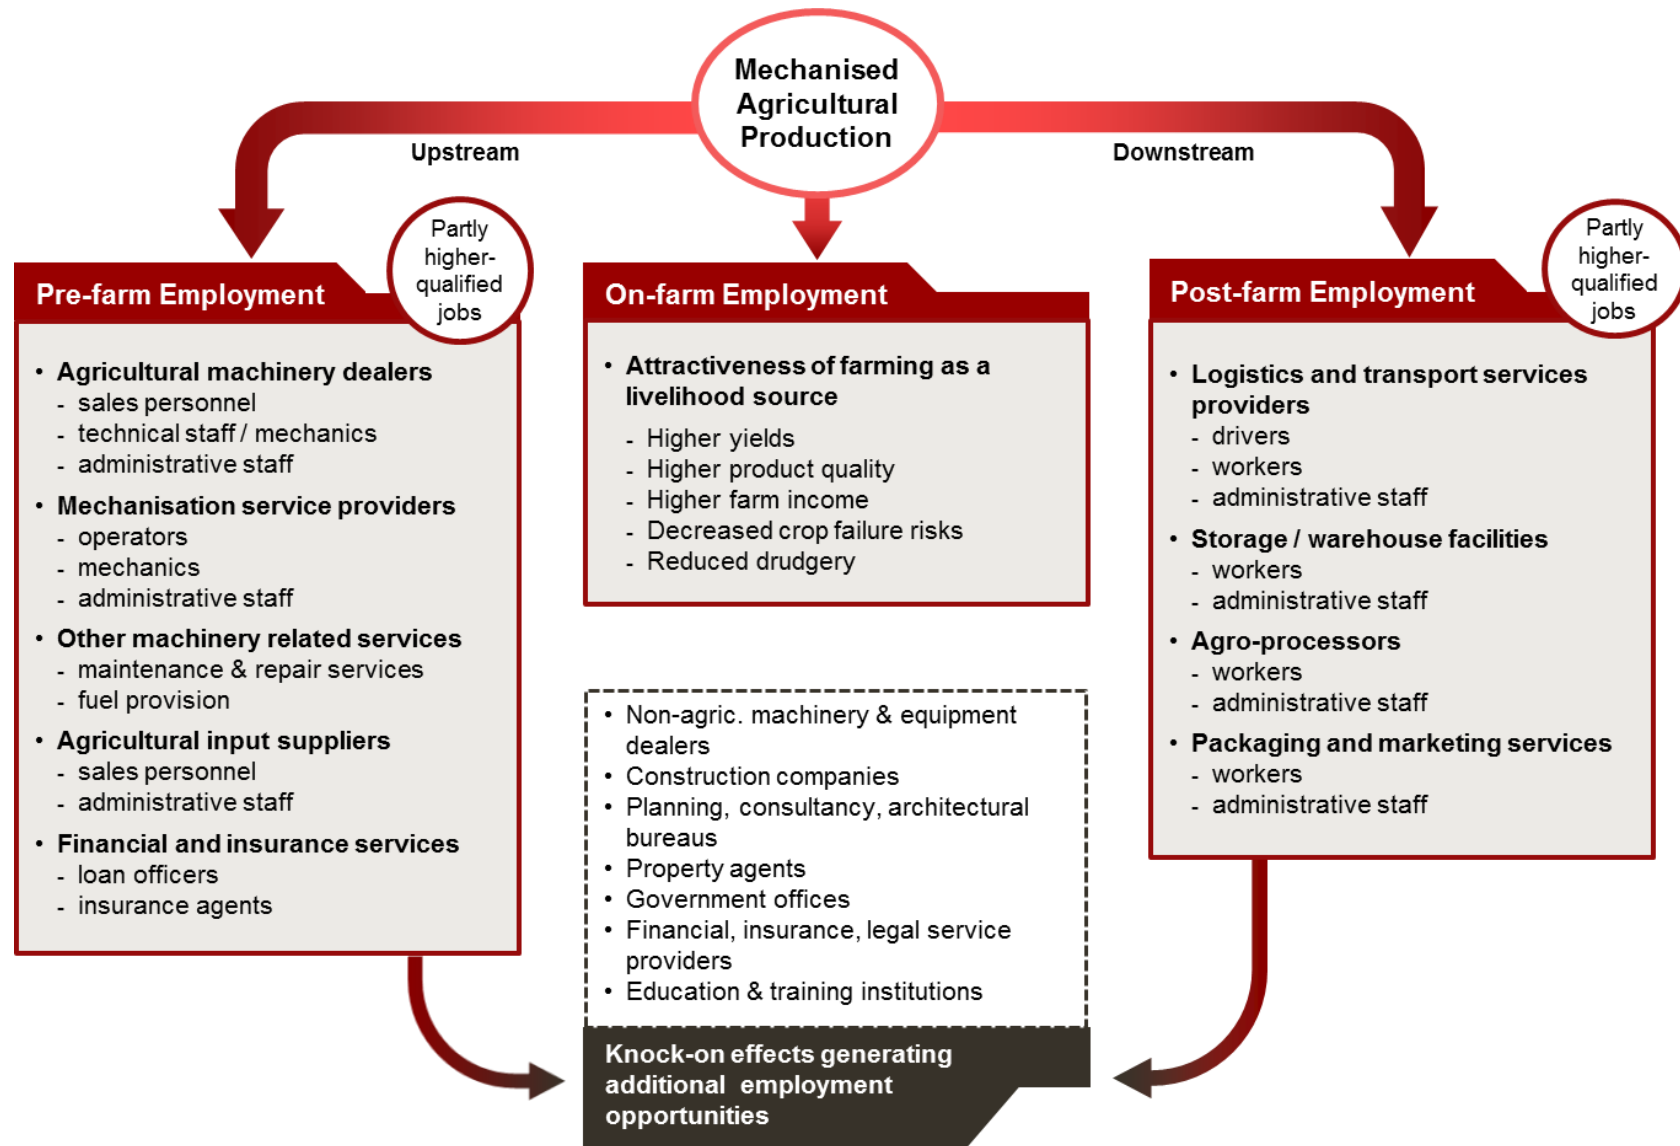 Mechanised
Agricultural
Production
Upstream
Downstream
Partly
higher-
qualified
jobs
Pre-farm Employment
• Agricultural machinery dealers
- sales personnel
- technical staff / mechanics
- administrative staff
• Mechanisation service providers
- operators
- mechanics
- administrative staff
• Other machinery related services
- maintenance & repair services
- fuel provision
• Agricultural input suppliers
- sales personnel
- administrative staff
• Financial and insurance services
- loan officers
- insurance agents
On-farm Employment
• Attractiveness of farming as a
livelihood source
- Higher yields
- Higher product quality
- Higher farm income
- Decreased crop failure risks
- Reduced drudgery
Partly
higher-
qualified
jobs
Post-farm Employment
• Logistics and transport services
providers
- drivers
- workers
- administrative staff
• Storage / warehouse facilities
- workers
- administrative staff
• Agro-processors
- workers
- administrative staff
• Packaging and marketing services
- workers
- administrative staff
• Non-agric. machinery & equipment
dealers
• Construction companies
• Planning, consultancy, architectural
bureaus
• Property agents
• Government offices
• Financial, insurance, legal service
providers
• Education & training institutions
Knock-on effects generating
additional employment
opportunities